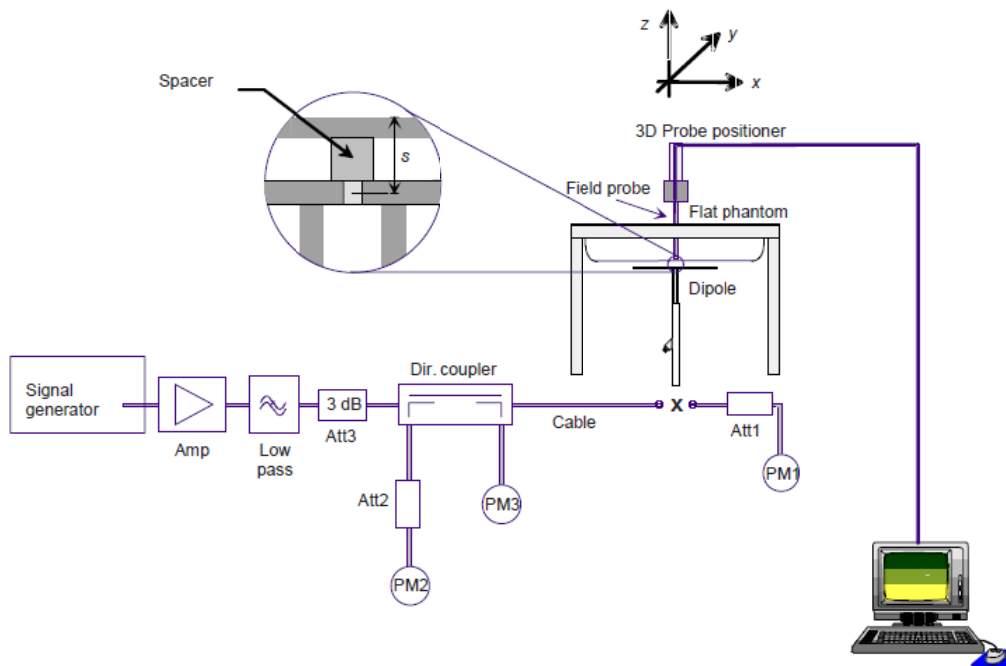 z
y
x
Spacer
s
3D Probe positioner
Field probe
Flat phantom
Dipole
Signal
generator
Amp
Low
pass
3 dB
Att3
Dir. coupler
Cable
X
Att1
PM1
Att2
PM3
PM2